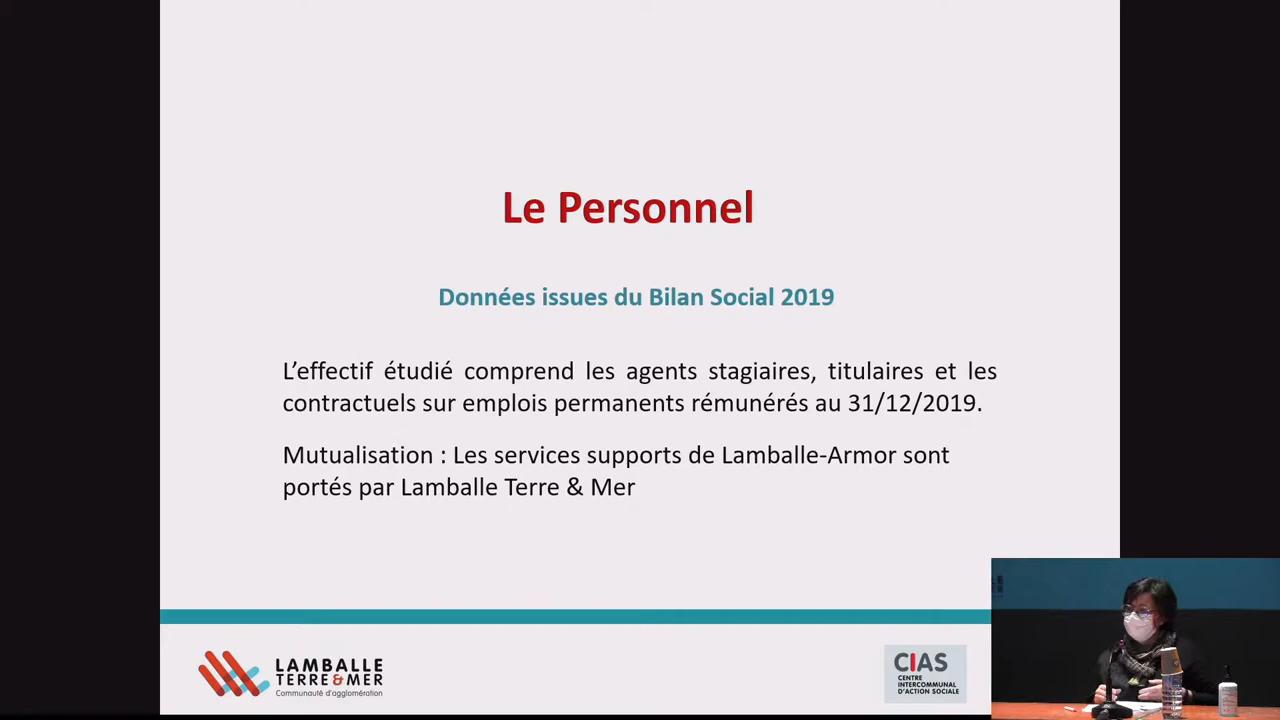 Le Personnel
Données issues du Bilan Social 2019
L’effectif étudié comprend les agents stagiaires, titulaires et les
contractuels sur emplois permanents rémunérés au 31/12/2019.
Mutualisation : Les services supports de Lamballe-Armor sont
portés par Lamballe Terre & Mer
LAMBALLE
TERRE & MER
Communauté d'agglomération
CIAS
CENTRE
INTERCOMMUNAL
D'ACTION SOCIALE